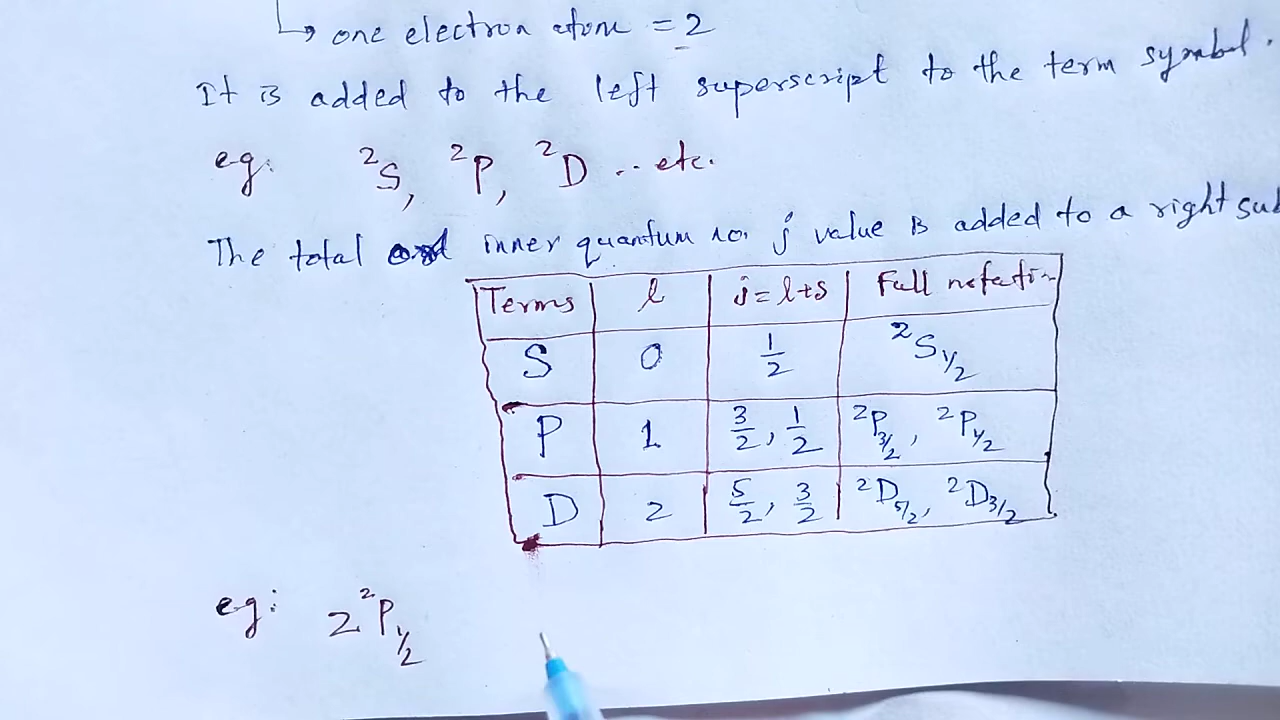 ↳ one electron atom = 2
It is added to the left superscript to the term symbol.
eg: ²S, ²P, ²D ... etc.
The total inner quantum no. j value is added to a right sub
Terms l j = l+s Full notation
S 0 1/2 ²S₁/₂
P 1 3/2, 1/2 ²P₃/₂, ²P₁/₂
D 2 5/2, 3/2 ²D₅/₂, ²D₃/₂
eg: 2²P₁/₂